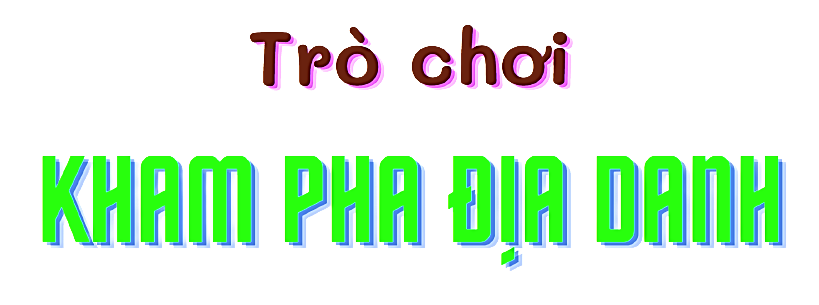 Trò chơi
KHAM PHA ĐỊA DANH